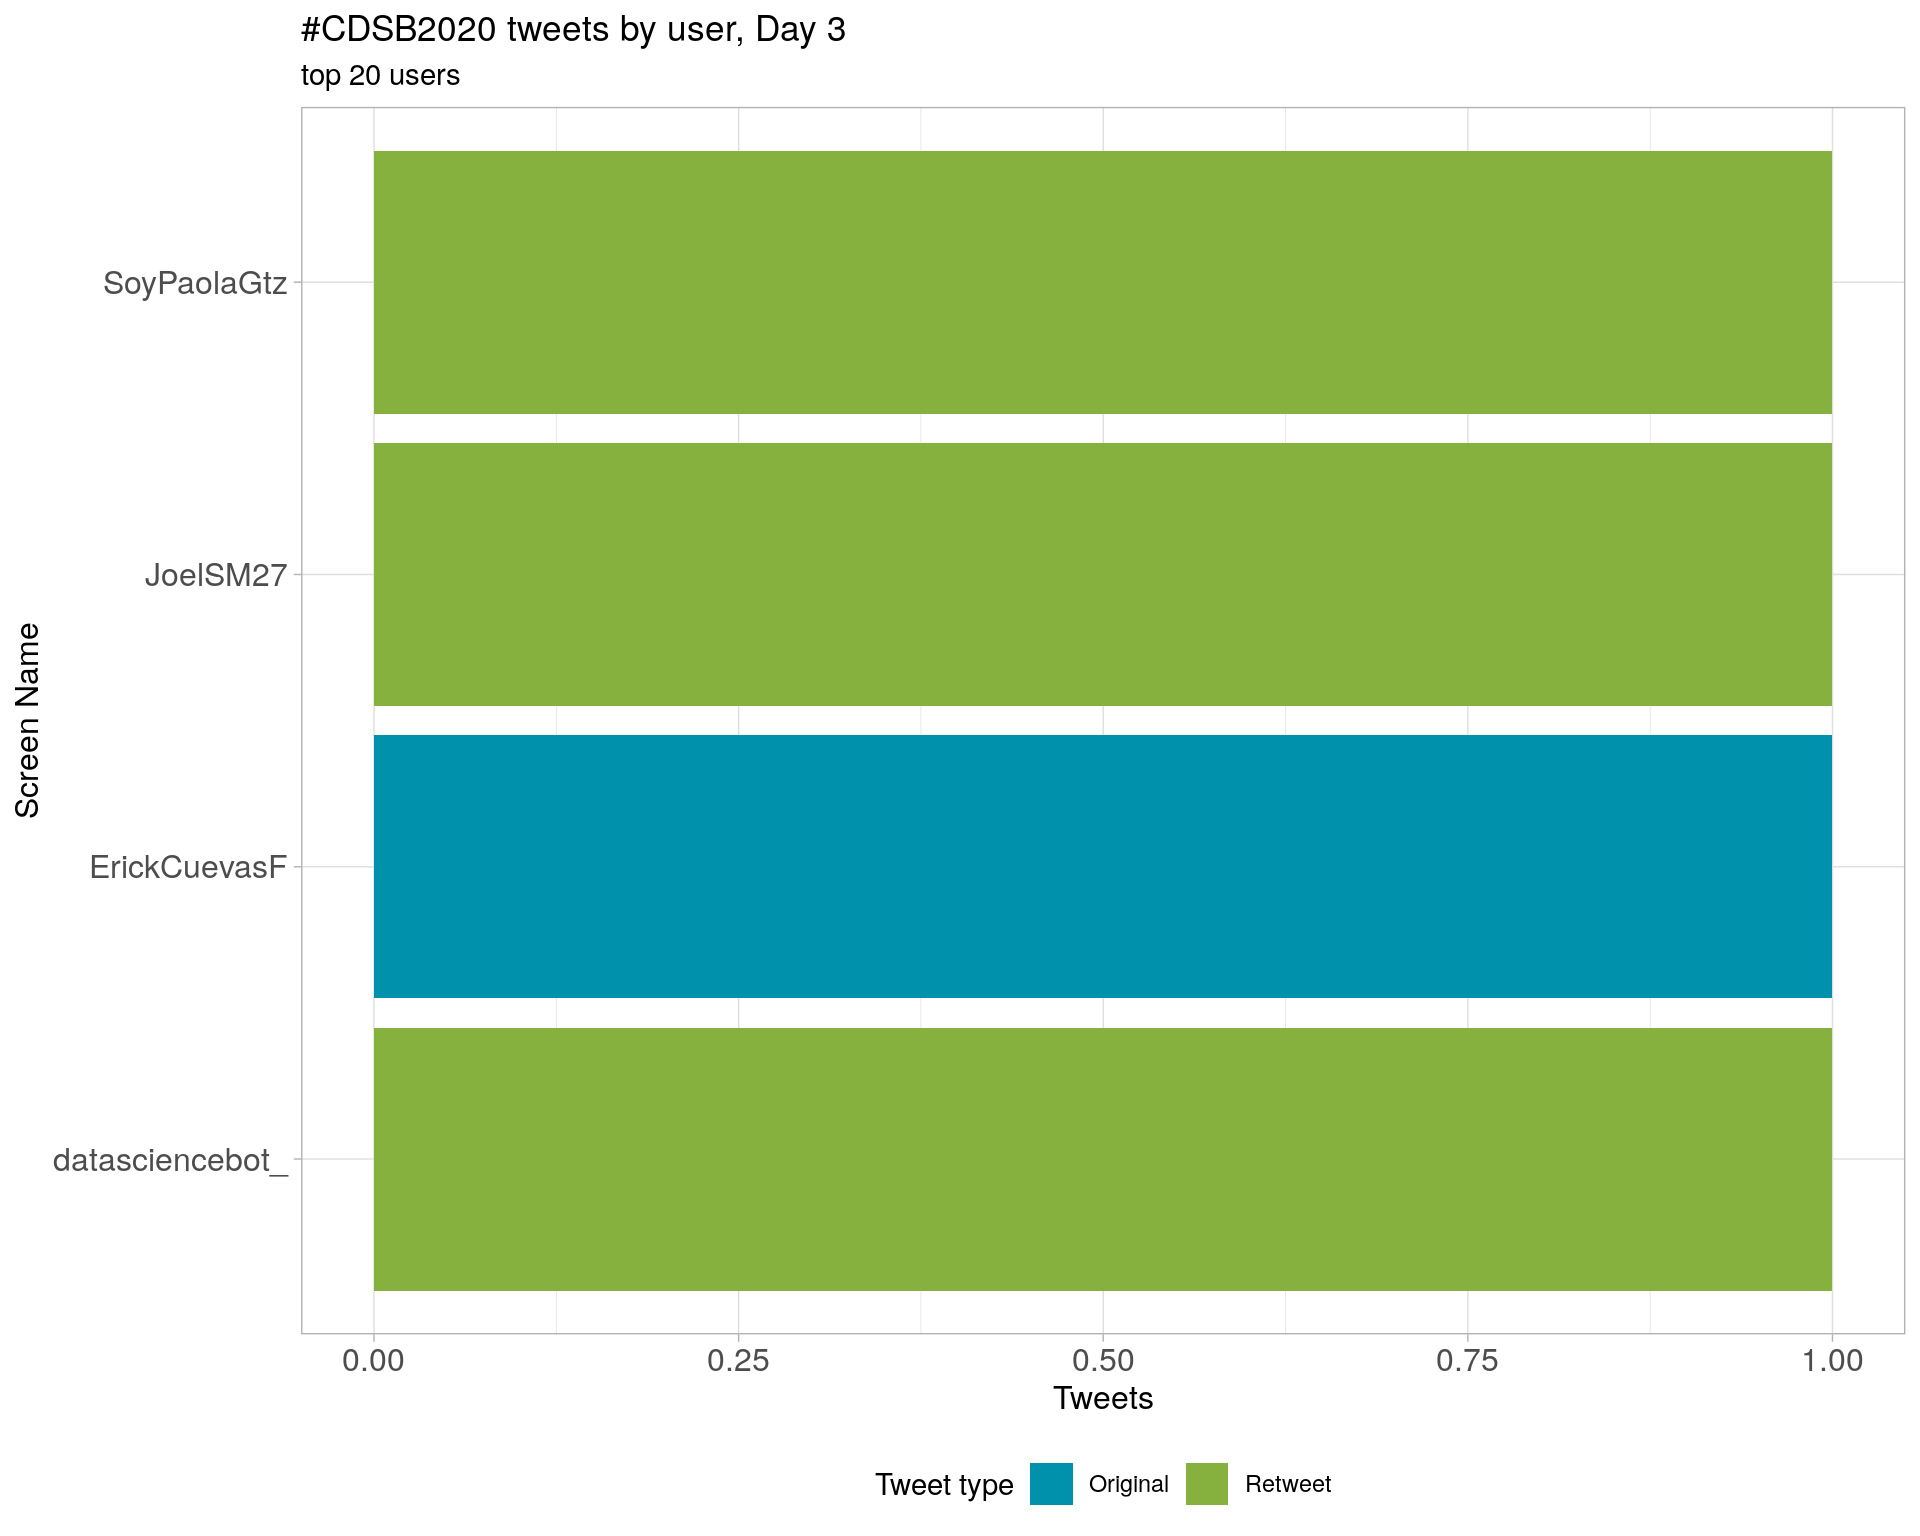 #CDSB2020 tweets by user, Day 3
top 20 users
Screen Name
SoyPaolaGtz
JoelSM27
ErickCuevasF
datasciencebot_
0.00 0.25 0.50 0.75 1.00
Tweets
Tweet type Original Retweet